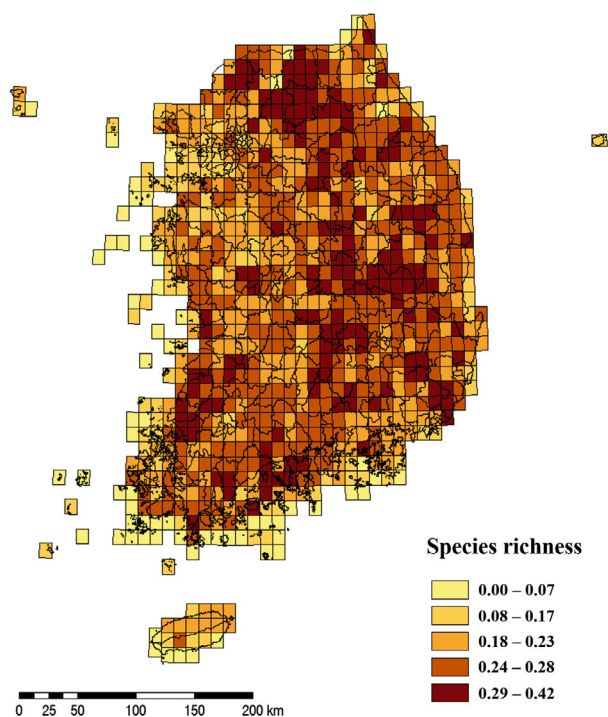 Species richness
0.00 – 0.07
0.08 – 0.17
0.18 – 0.23
0.24 – 0.28
0.29 – 0.42
0 25 50 100 150 200 km